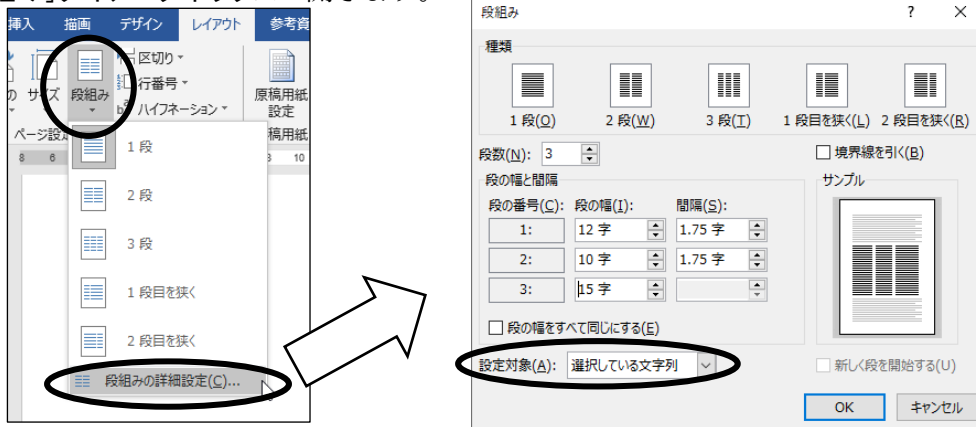 挿入 描画 デザイン レイアウト 参考資
サイズ 段組み 区切り
行番号
ハイフネーション
原稿用紙
設定
ページ設
稿用紙
8 6 10
1 段
2 段
3 段
1 段目を狭く
2 段目を狭く
段組みの詳細設定(C)...
段組み ? ×
種類
1 段(O) 2 段(W) 3 段(T) 1 段目を狭く(L) 2 段目を狭く(R)
段数(N): 3 境界線を引く(B)
段の幅と間隔 サンプル
段の番号(C): 段の幅(I): 間隔(S):
1: 12 字 1.75 字
2: 10 字 1.75 字
3: 15 字
段の幅をすべて同じにする(E)
設定対象(A): 選択している文字列 新しく段を開始する(U)
OK キャンセル